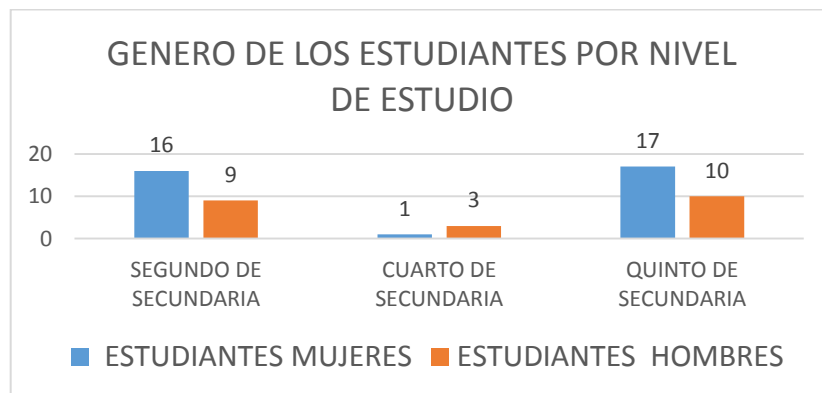 GENERO DE LOS ESTUDIANTES POR NIVEL
DE ESTUDIO
16
9
1
3
17
10
20
10
0
SEGUNDO DE
SECUNDARIA
CUARTO DE
SECUNDARIA
QUINTO DE
SECUNDARIA
ESTUDIANTES MUJERES
ESTUDIANTES HOMBRES